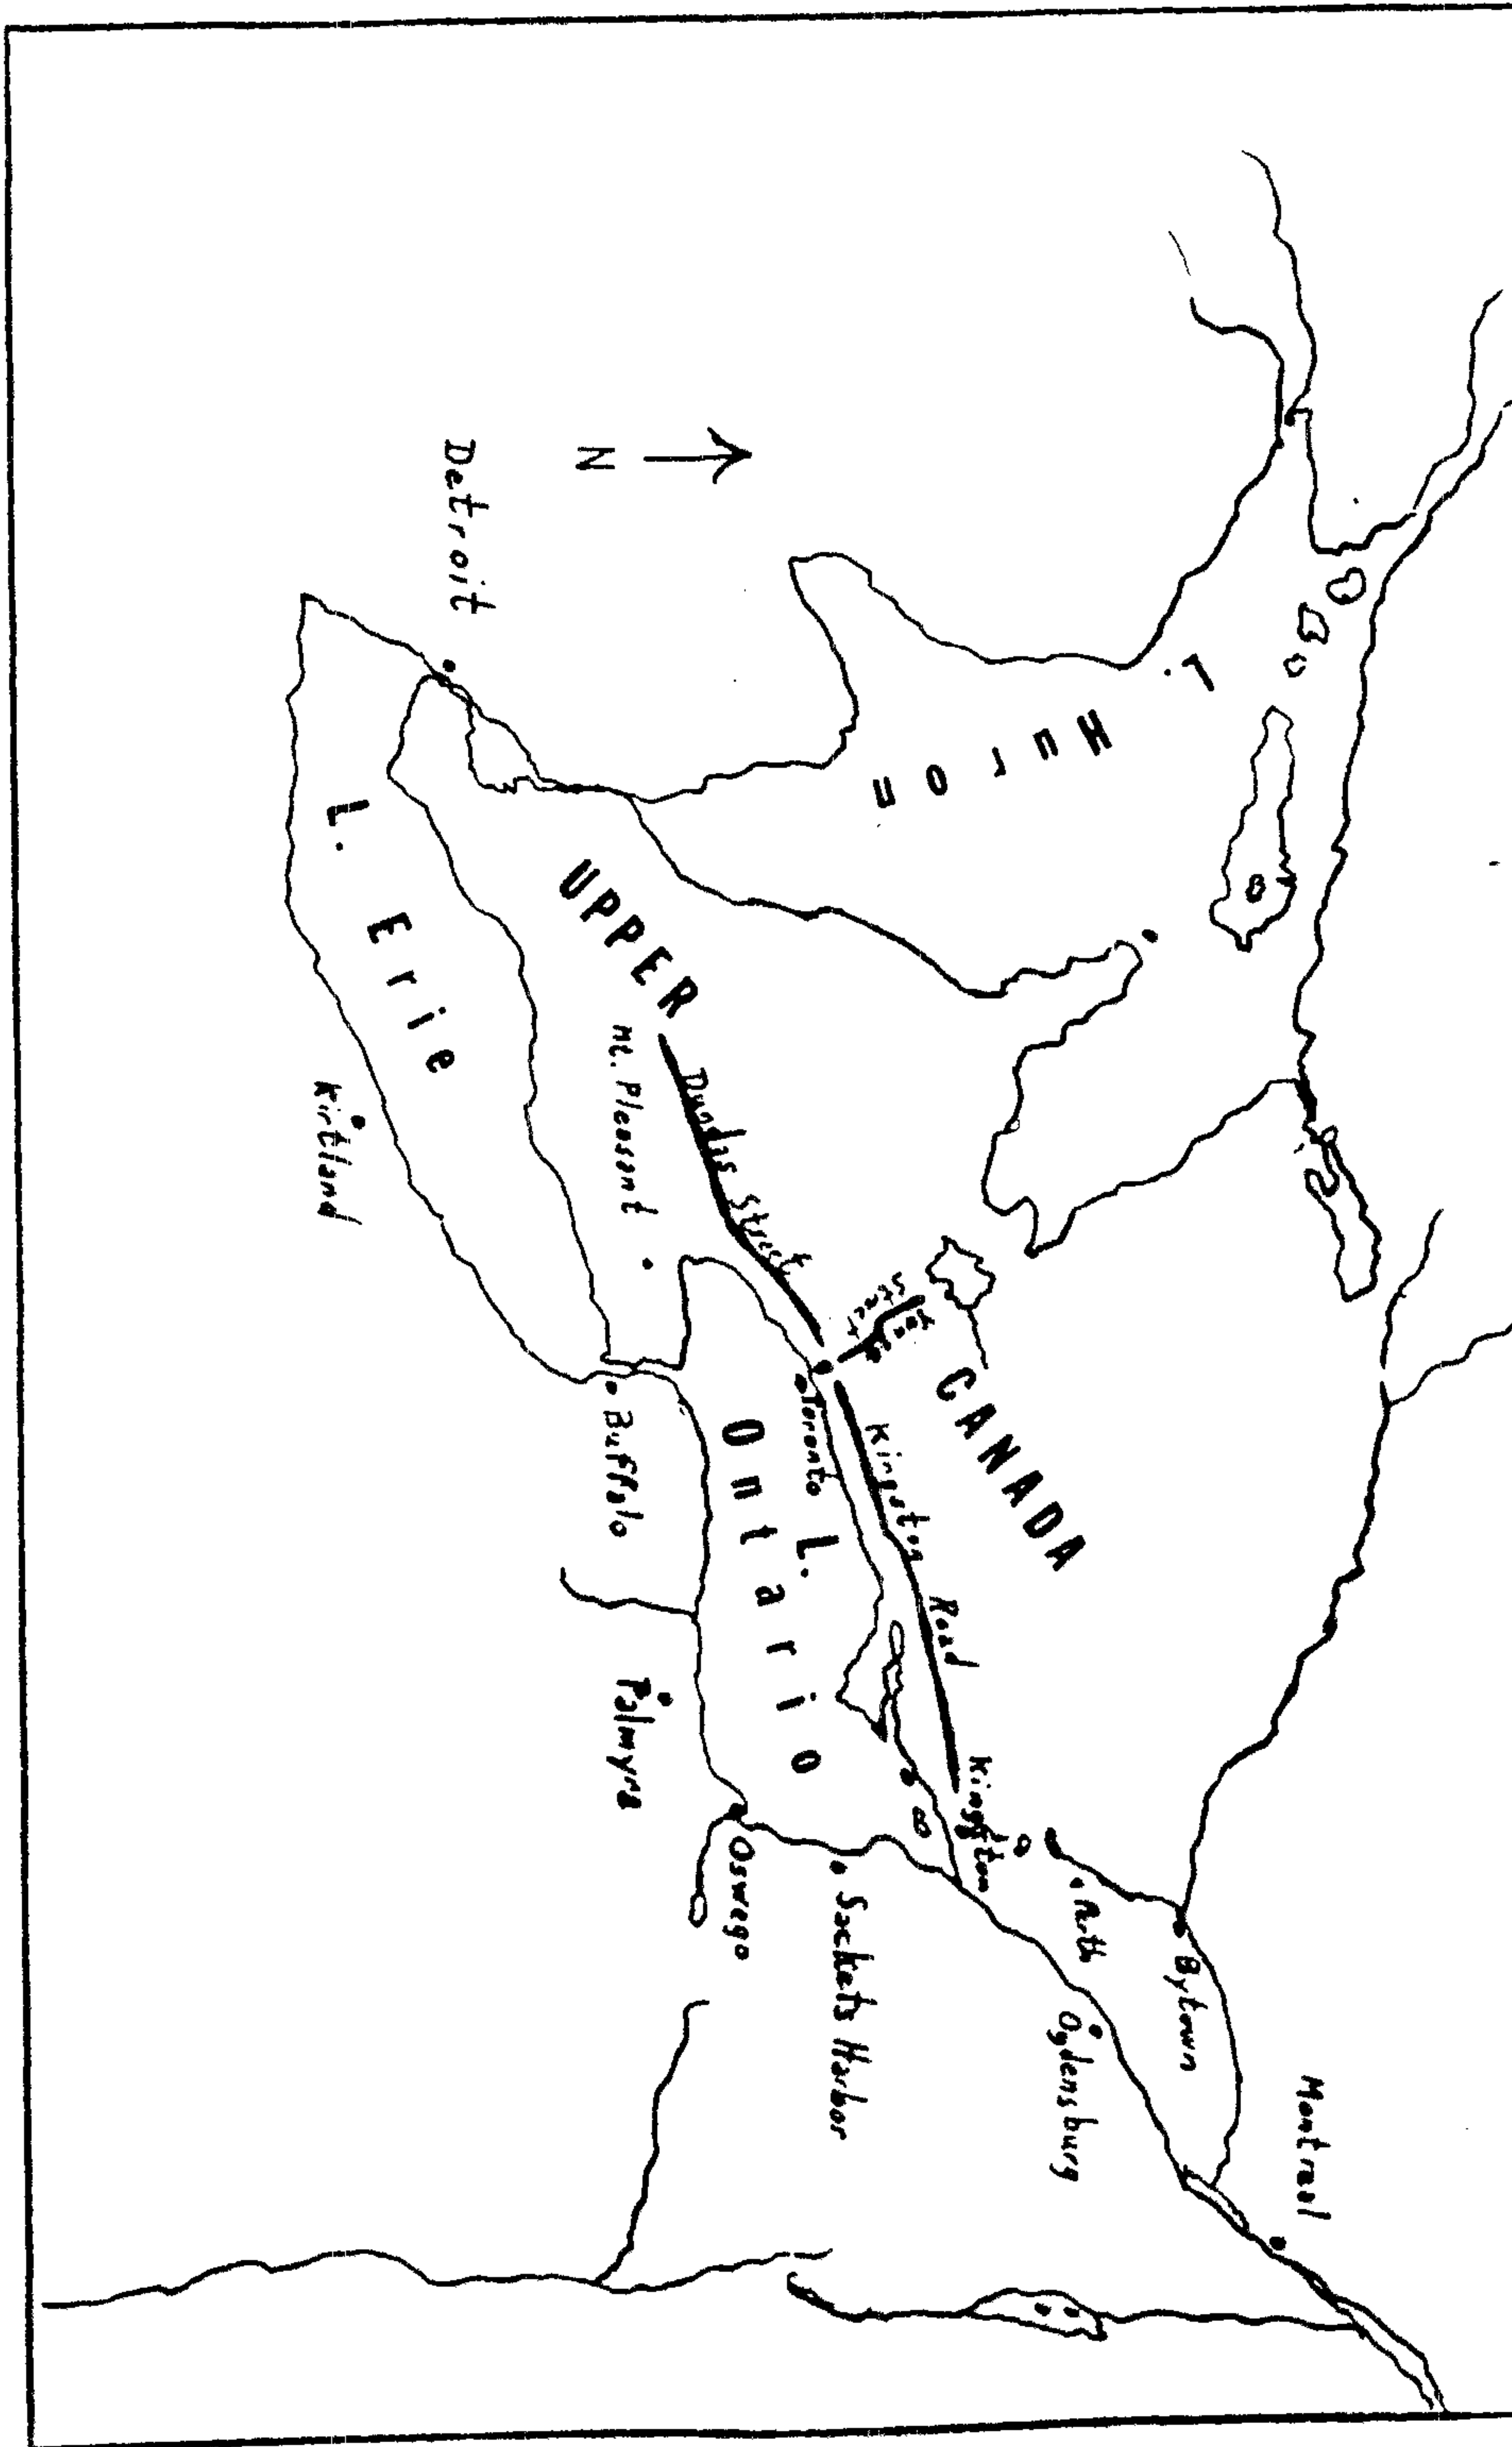 L. Huron
N
Detroit
UPPER CANADA
L. Erie
Mt. Pleasant
Dundas Street
Kirtland
Street
Toronto
Buffalo
L. Ontario
Kingston Road
Kingston
Palmyra
Oswego
Sackets Harbor
Perth
Bytown
Ogdensburg
Montreal